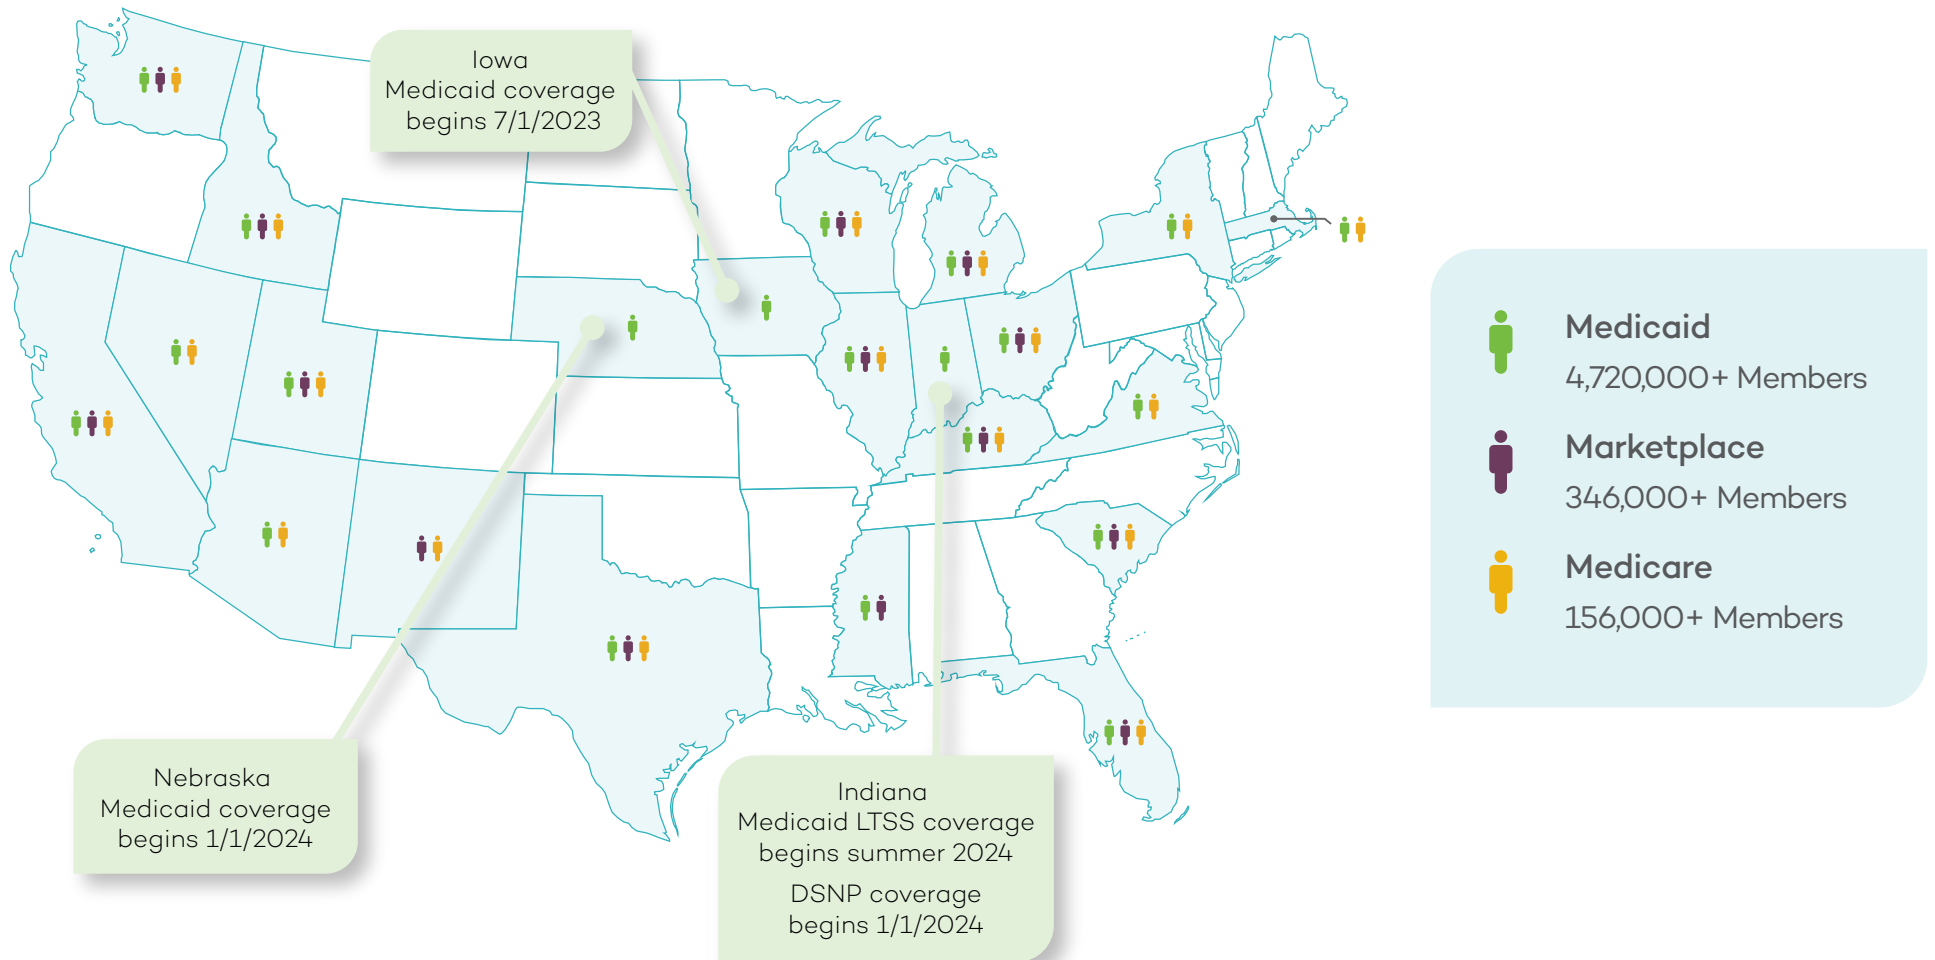 Iowa
Medicaid coverage
begins 7/1/2023
Nebraska
Medicaid coverage
begins 1/1/2024
Indiana
Medicaid LTSS coverage
begins summer 2024
DSNP coverage
begins 1/1/2024
Medicaid
4,720,000+ Members
Marketplace
346,000+ Members
Medicare
156,000+ Members